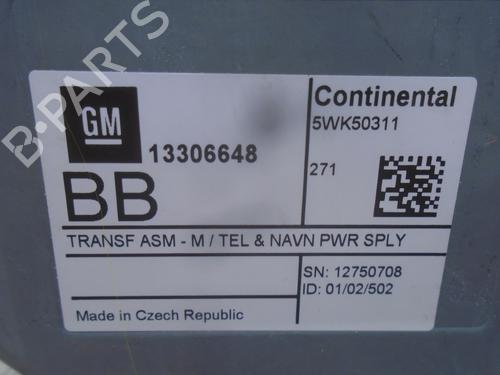 B-PARTS
GM
13306648
BB
Continental
5WK50311
271
TRANSF ASM - M / TEL & NAVN PWR SPLY
SN: 12750708
ID: 01/02/502
Made in Czech Republic